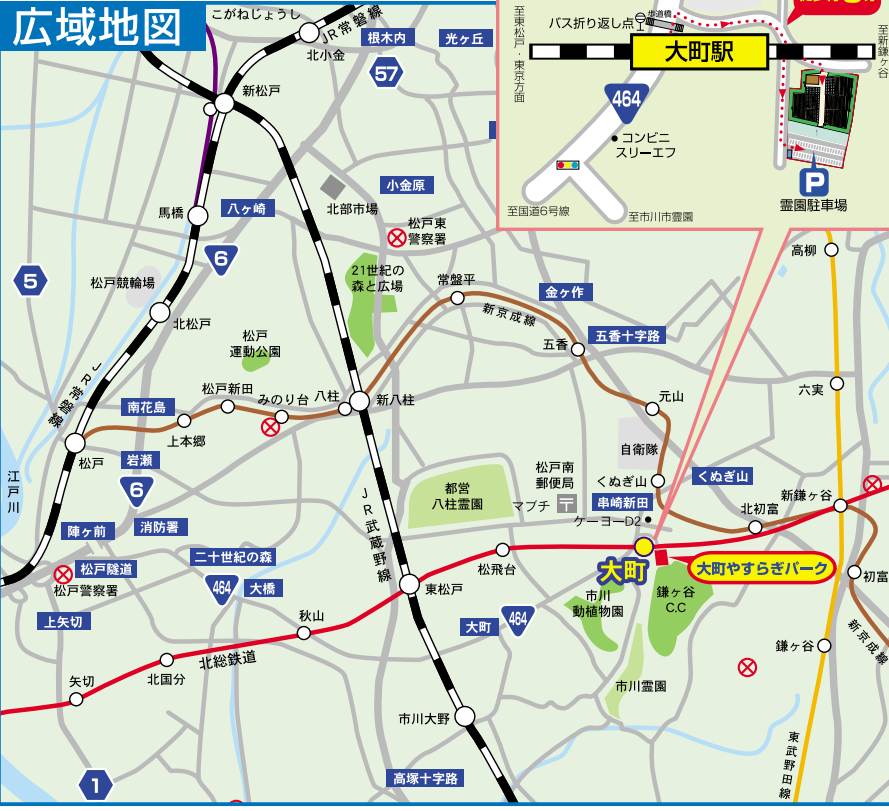 広域地図
こがねじょうし
JR常磐線
北小金
根木内
光ヶ丘
57
新松戸
馬橋
八ヶ崎
小金原
北部市場
松戸東
警察署
6
5
松戸競輪場
北松戸
21世紀の
森と広場
常盤平
新京成線
金ヶ作
五香十字路
五香
松戸
運動公園
JR常磐線
南花島
松戸新田
みのり台
八柱
新八柱
上本郷
松戸
岩瀬
6
江戸川
陣ヶ前
消防署
松戸隧道
松戸警察署
上矢切
二十世紀の森
464
大橋
JR武蔵野線
都営
八柱霊園
松戸南
郵便局
マブチ
自衛隊
元山
くぬぎ山
くぬぎ山
串崎新田
ケーヨーD2
六実
高柳
新鎌ヶ谷
北初富
初富
新京成線
鎌ヶ谷
東武野田線
大町
大町やすらぎパーク
松飛台
東松戸
大町
464
市川
動植物園
鎌ヶ谷
C.C
市川霊園
秋山
北総鉄道
北国分
矢切
市川大野
高塚十字路
1
至東松戸・東京方面
バス折り返し点
歩道橋
大町駅
至新鎌ヶ谷
464
コンビニ
スリーエフ
至国道6号線
至市川市霊園
P
霊園駐車場